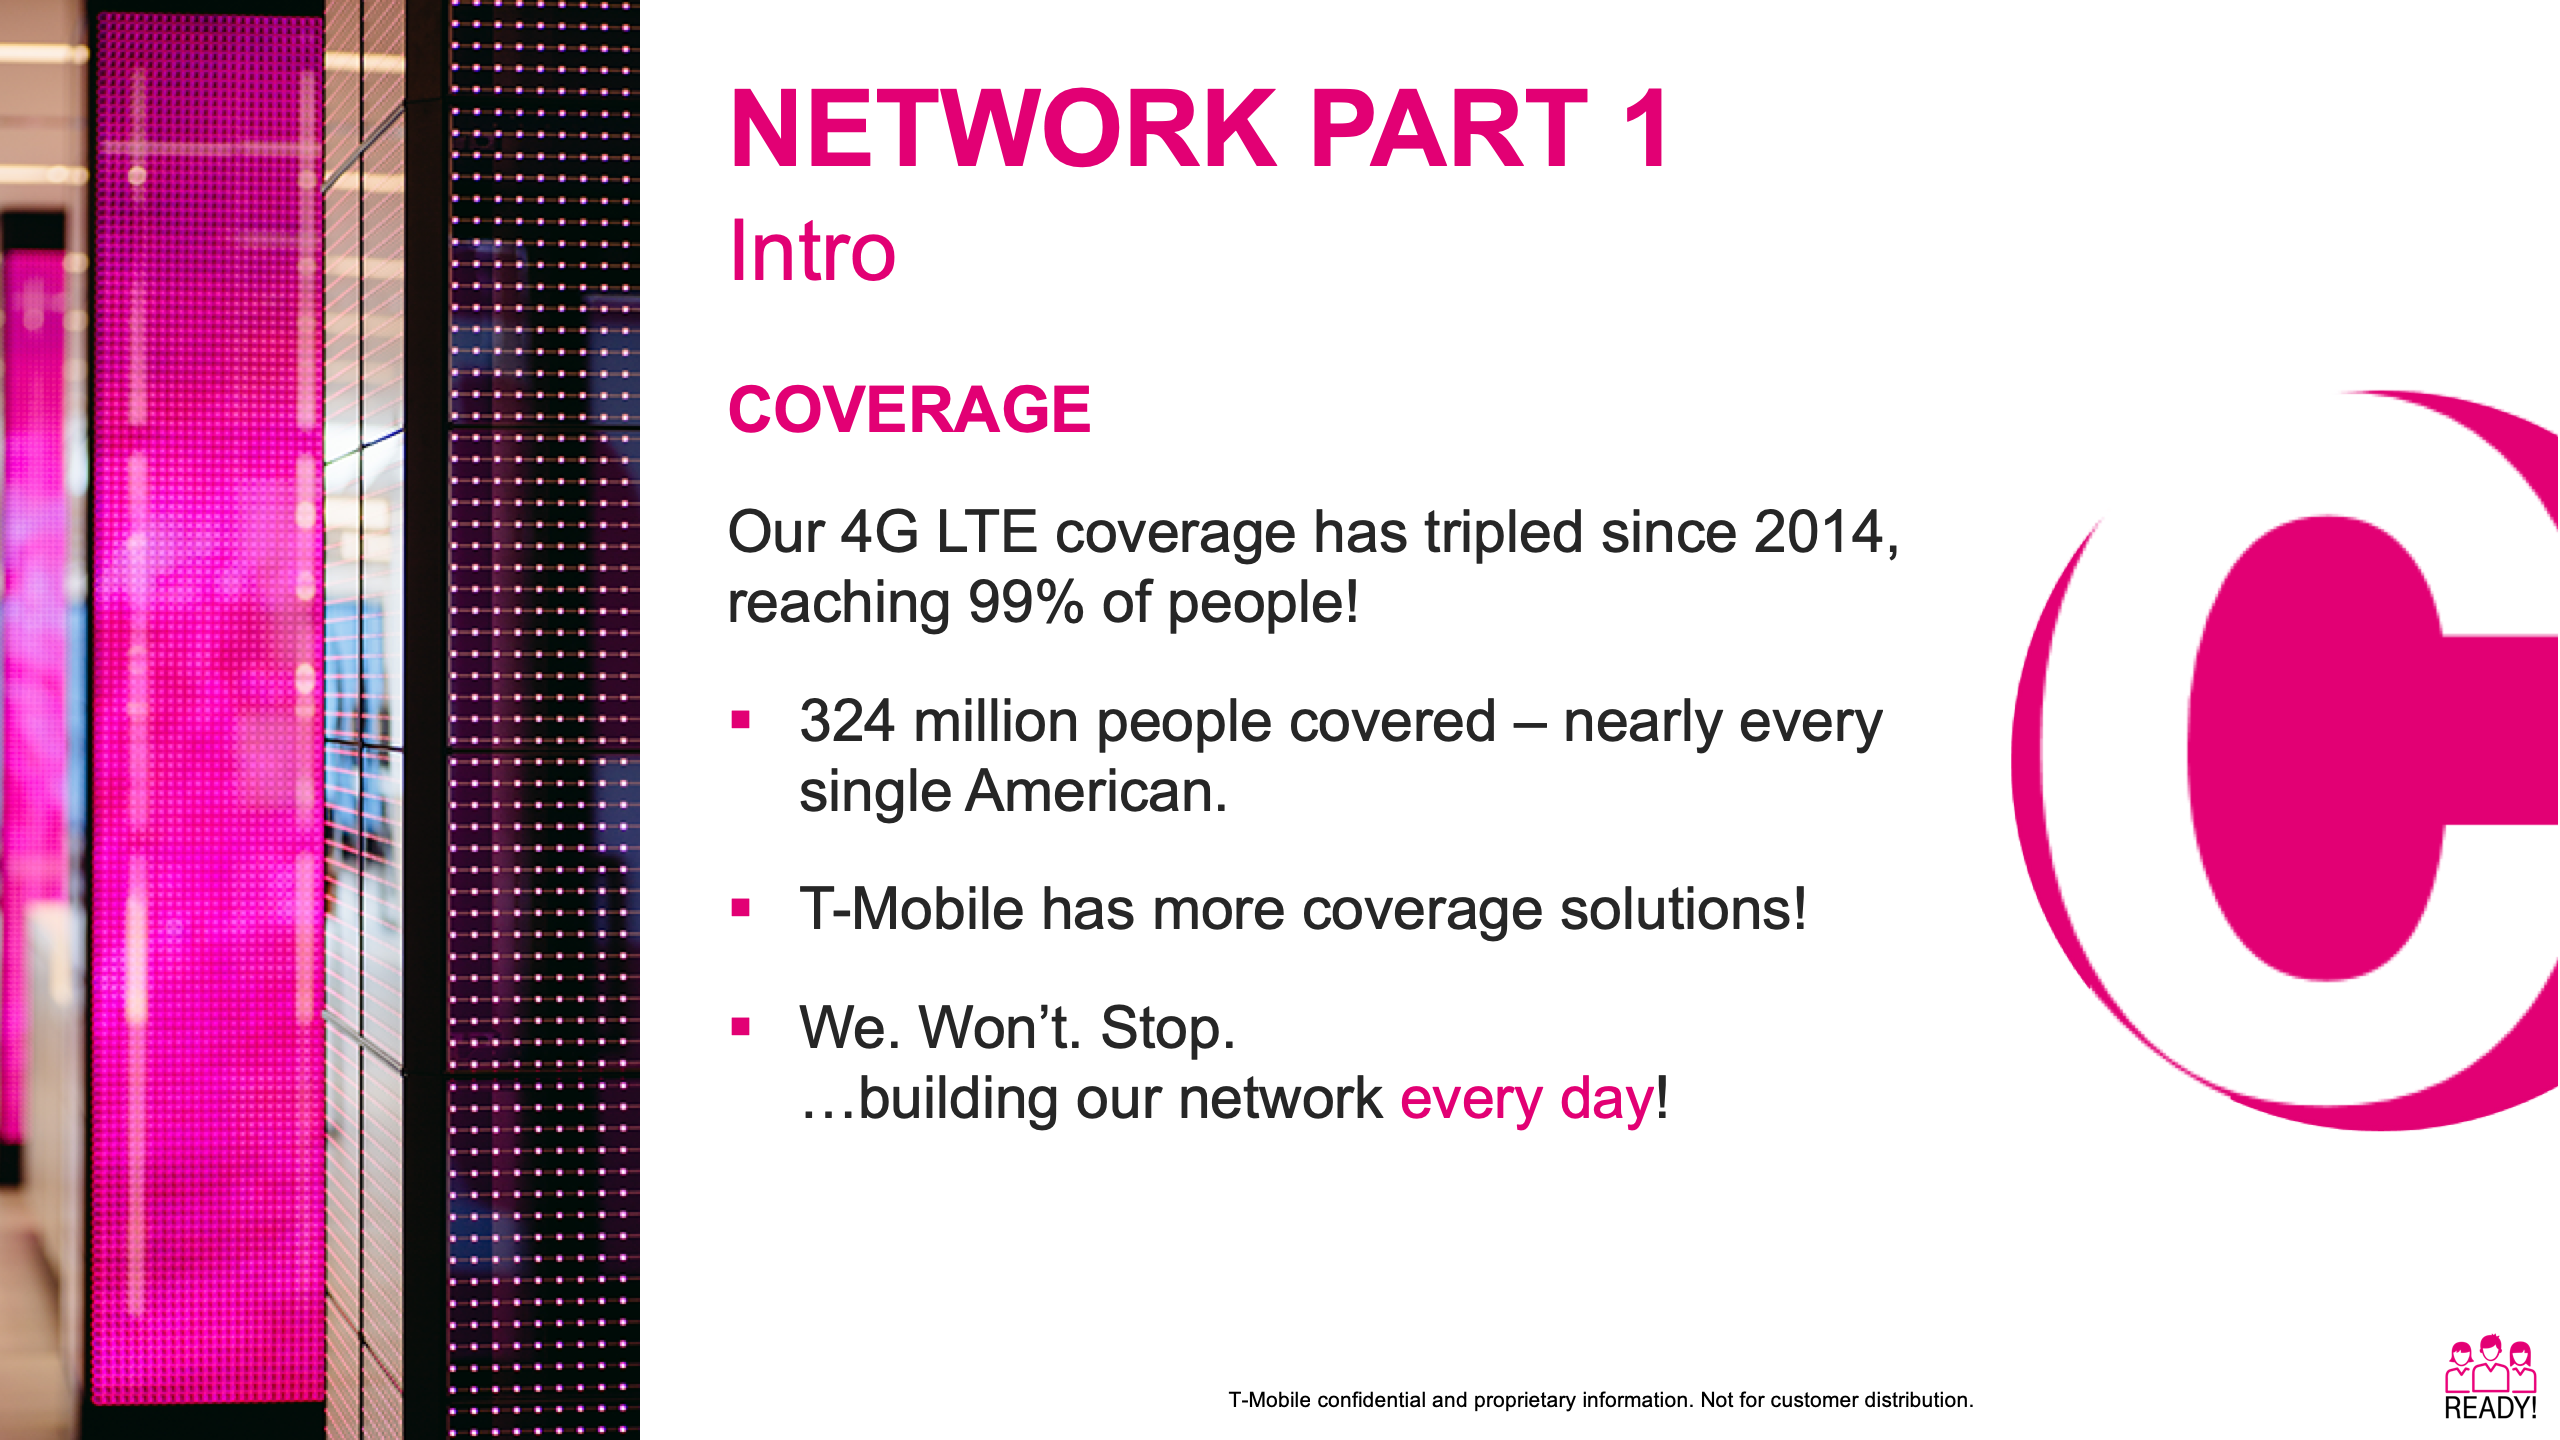 NETWORK PART 1
Intro
COVERAGE
Our 4G LTE coverage has tripled since 2014,
reaching 99% of people!
▪ 324 million people covered – nearly every
single American.
▪ T-Mobile has more coverage solutions!
▪ We. Won’t. Stop.
…building our network every day!
C
T-Mobile confidential and proprietary information. Not for customer distribution.
READY!